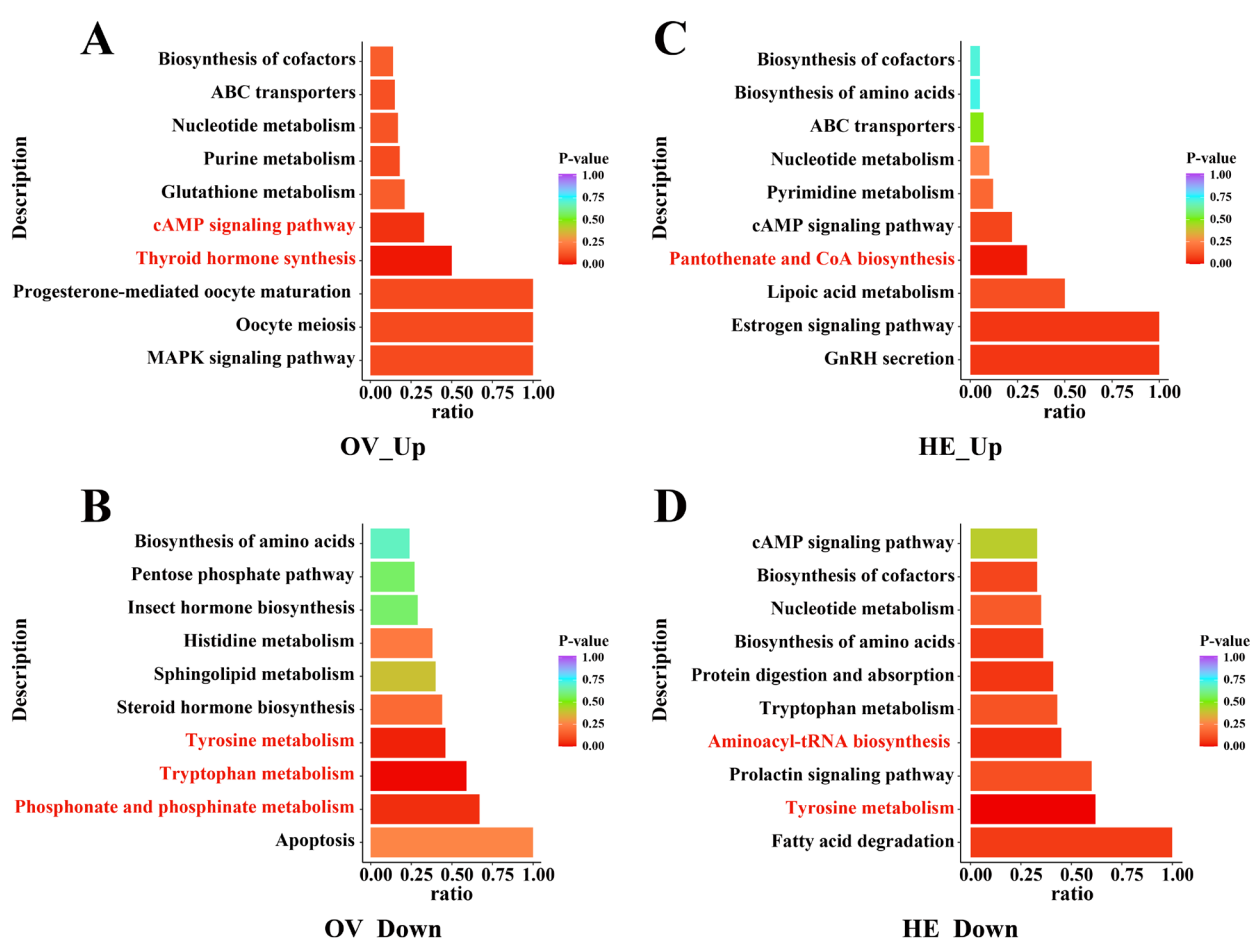 A
Description
Biosynthesis of cofactors
ABC transporters
Nucleotide metabolism
Purine metabolism
Glutathione metabolism
cAMP signaling pathway
Thyroid hormone synthesis
Progesterone-mediated oocyte maturation
Oocyte meiosis
MAPK signaling pathway
0.00 0.25 0.50 0.75 1.00
ratio
P-value
1.00
0.75
0.50
0.25
0.00
OV_Up
C
Description
Biosynthesis of cofactors
Biosynthesis of amino acids
ABC transporters
Nucleotide metabolism
Pyrimidine metabolism
cAMP signaling pathway
Pantothenate and CoA biosynthesis
Lipoic acid metabolism
Estrogen signaling pathway
GnRH secretion
0.00 0.25 0.50 0.75 1.00
ratio
P-value
1.00
0.75
0.50
0.25
0.00
HE_Up
B
Description
Biosynthesis of amino acids
Pentose phosphate pathway
Insect hormone biosynthesis
Histidine metabolism
Sphingolipid metabolism
Steroid hormone biosynthesis
Tyrosine metabolism
Tryptophan metabolism
Phosphonate and phosphinate metabolism
Apoptosis
0.00 0.25 0.50 0.75 1.00
ratio
P-value
1.00
0.75
0.50
0.25
0.00
OV Down
D
Description
cAMP signaling pathway
Biosynthesis of cofactors
Nucleotide metabolism
Biosynthesis of amino acids
Protein digestion and absorption
Tryptophan metabolism
Aminoacyl-tRNA biosynthesis
Prolactin signaling pathway
Tyrosine metabolism
Fatty acid degradation
0.00 0.25 0.50 0.75 1.00
ratio
P-value
1.00
0.75
0.50
0.25
0.00
HE Down